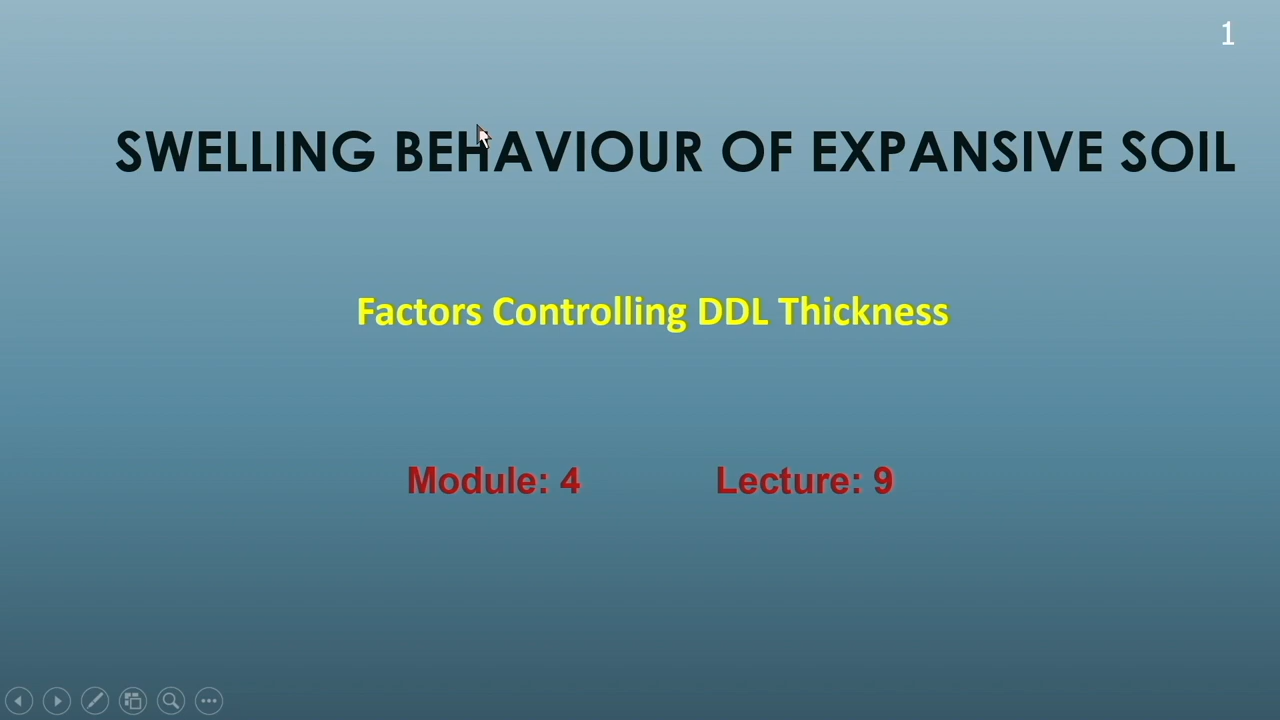 1
SWELLING BEHAVIOUR OF EXPANSIVE SOIL
Factors Controlling DDL Thickness
Module: 4 Lecture: 9